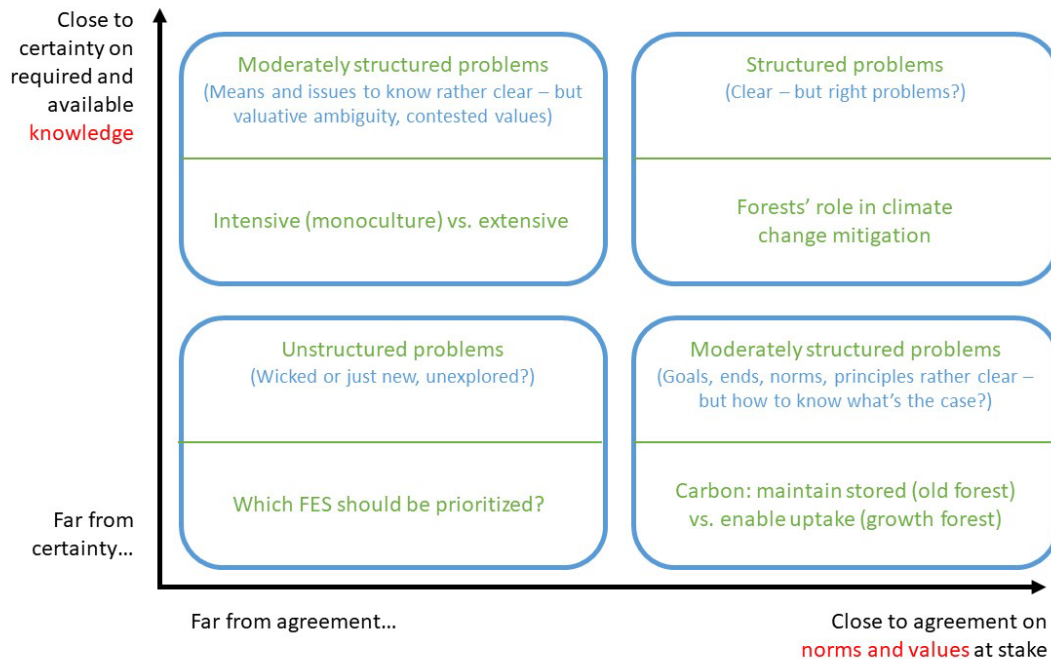 Close to
certainty on
required and
available
knowledge
Moderately structured problems
(Means and issues to know rather clear – but
valuative ambiguity, contested values)
Intensive (monoculture) vs. extensive
Structured problems
(Clear – but right problems?)
Forests’ role in climate
change mitigation
Unstructured problems
(Wicked or just new, unexplored?)
Which FES should be prioritized?
Moderately structured problems
(Goals, ends, norms, principles rather clear –
but how to know what’s the case?)
Carbon: maintain stored (old forest)
vs. enable uptake (growth forest)
Far from
certainty…
Far from agreement…
Close to agreement on
norms and values at stake